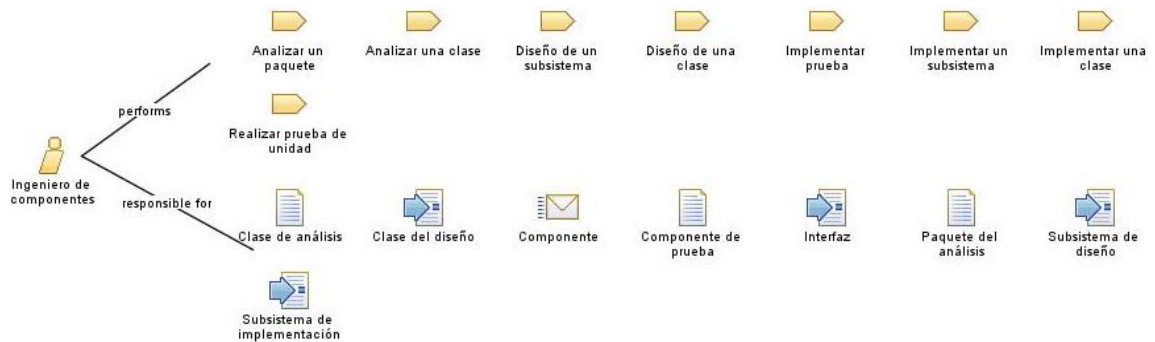 Analizar un
paquete
Analizar una clase
Diseño de un
subsistema
Diseño de una
clase
Implementar
prueba
Implementar un
subsistema
Implementar una
clase
performs
Realizar prueba de
unidad
Ingeniero de
componentes
responsible for
Clase de análisis
Clase del diseño
Componente
Componente de
prueba
Interfaz
Paquete del
análisis
Subsistema de
diseño
Subsistema de
implementación